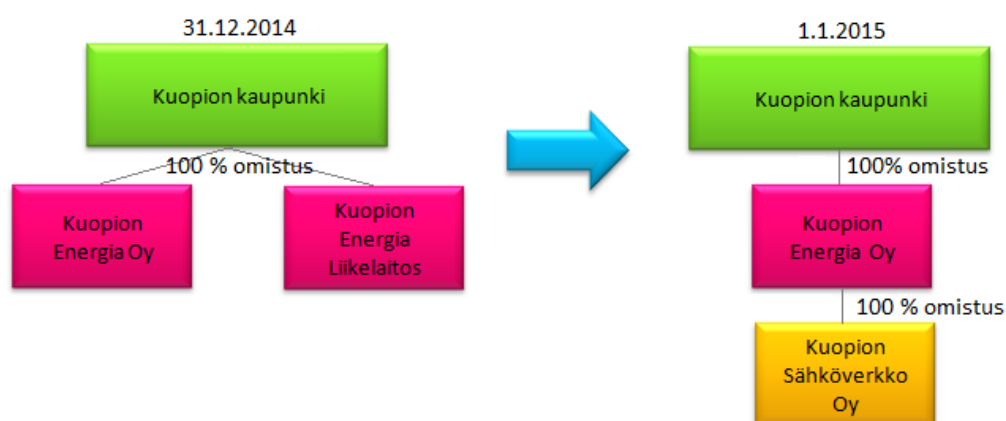 31.12.2014
Kuopion kaupunki
100 % omistus
Kuopion
Energia Oy
Kuopion
Energia
Liikelaitos
1.1.2015
Kuopion kaupunki
100% omistus
Kuopion
Energia Oy
100 % omistus
Kuopion
Sähköverkko
Oy